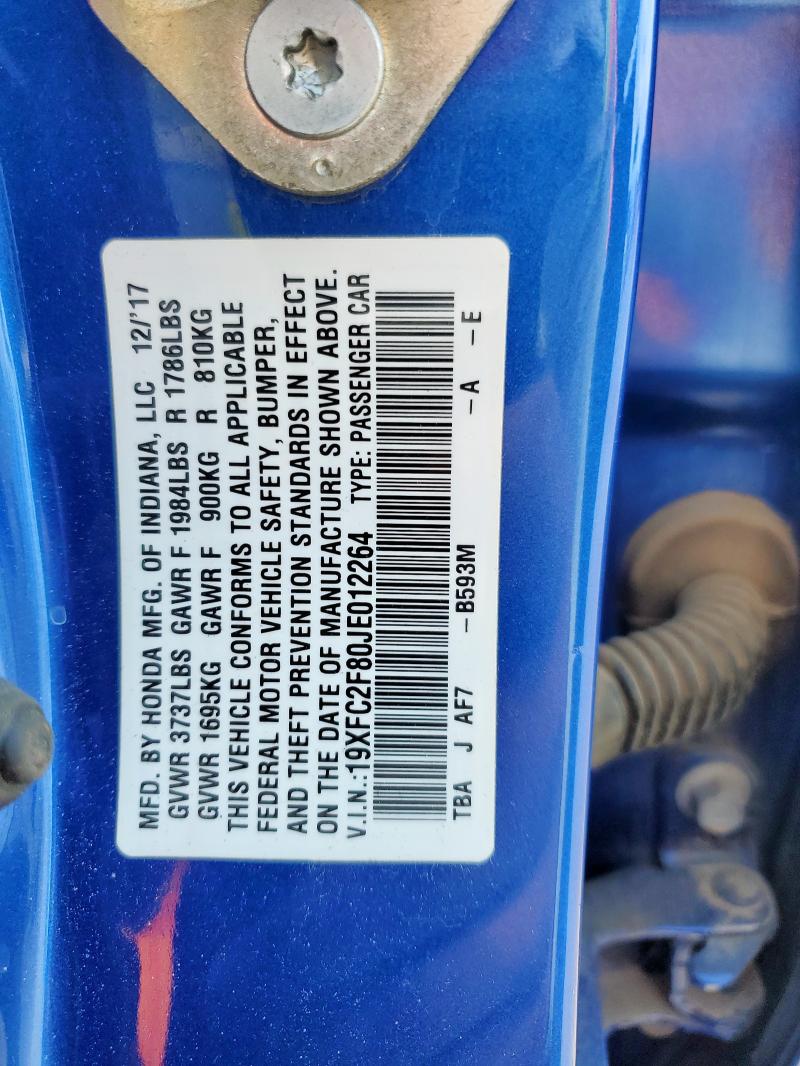 MFD. BY HONDA MFG. OF INDIANA, LLC 12/'17
GVWR 3737LBS GAWR F 1984LBS R 1786LBS
GVWR 1695KG GAWR F 900KG R 810KG
THIS VEHICLE CONFORMS TO ALL APPLICABLE
FEDERAL MOTOR VEHICLE SAFETY, BUMPER,
AND THEFT PREVENTION STANDARDS IN EFFECT
ON THE DATE OF MANUFACTURE SHOWN ABOVE.
V.I.N.:19XFC2F80JE012264 TYPE: PASSENGER CAR
TBA J AF7 –B593M –A –E